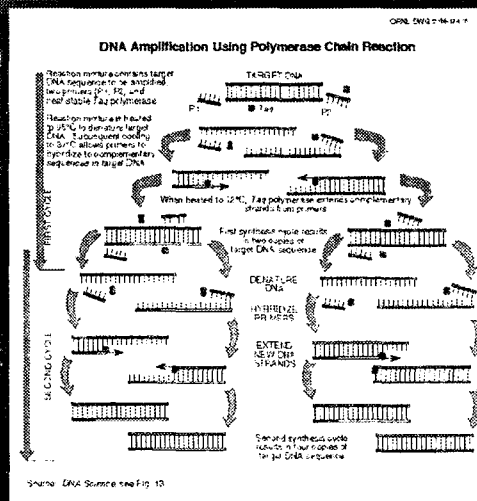 DNA Amplification Using Polymerase Chain Reaction
Reaction mixture contains target
DNA sequence to be amplified,
two primers (P1, P2), and
heat-stable Taq polymerase
Reaction mixture is heated
to 95°C to denature target
DNA. Subsequent cooling
to 37°C allows primers to
hybridize to complementary
sequences in target DNA
TARGET DNA
P1
Taq
P2
When heated to 72°C, Taq polymerase extends complementary
strands from primers
First synthesis cycle results
in two copies of
target DNA sequence
FIRST CYCLE
DENATURE
DNA
HYBRIDIZE
PRIMERS
EXTEND
NEW DNA
STRANDS
SECOND CYCLE
Second synthesis cycle
results in four copies of
target DNA sequence
Source: DNA Science, see Fig. 13